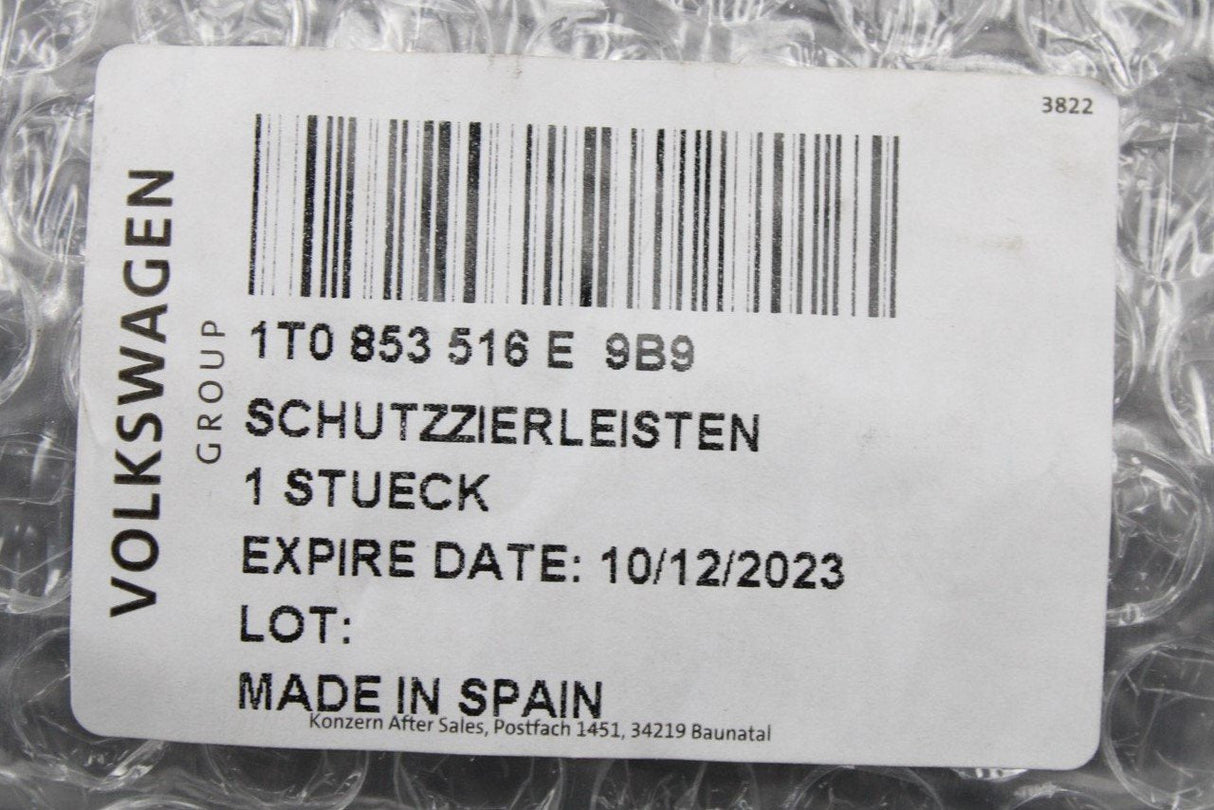 3822
VOLKSWAGEN
GROUP
1T0 853 516 E 9B9
SCHUTZZIERLEISTEN
1 STUECK
EXPIRE DATE: 10/12/2023
LOT:
MADE IN SPAIN
Konzern After Sales, Postfach 1451, 34219 Baunatal